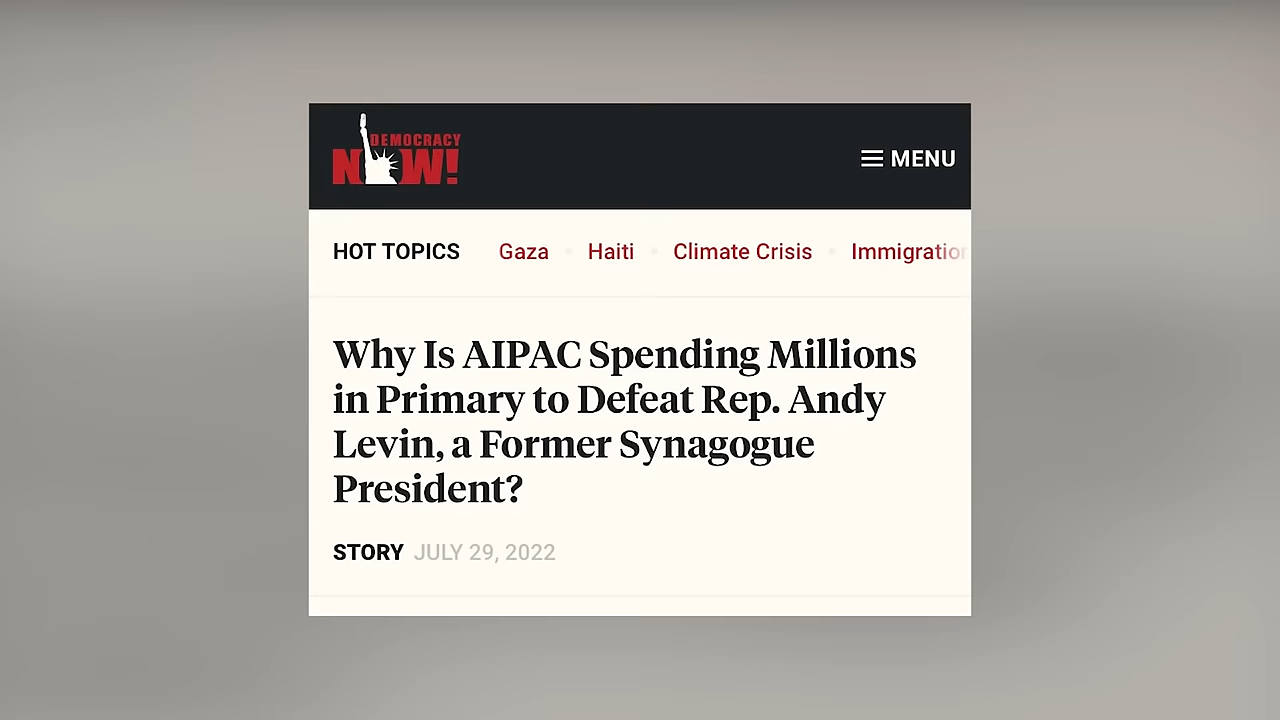 DEMOCRACY
NOW!
MENU
HOT TOPICS Gaza Haiti Climate Crisis Immigration
Why Is AIPAC Spending Millions
in Primary to Defeat Rep. Andy
Levin, a Former Synagogue
President?
STORY JULY 29, 2022